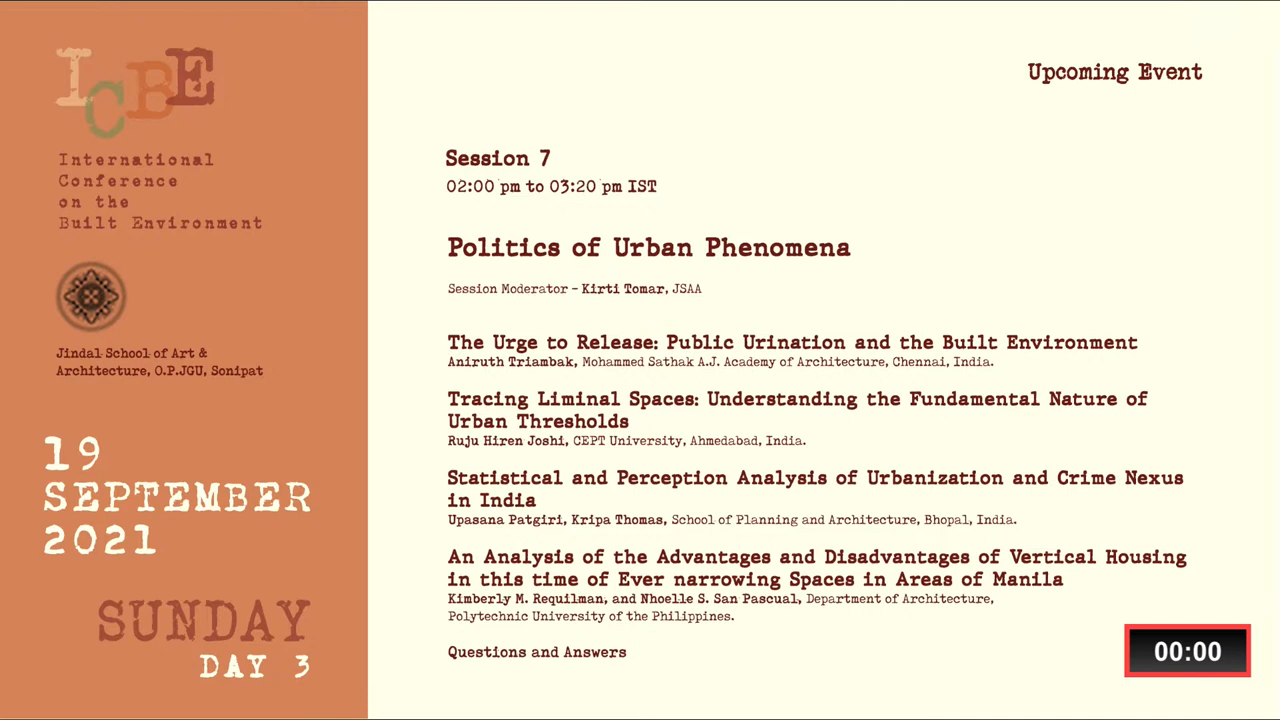 ICBE
International
Conference
on the
Built Environment
Jindal School of Art &
Architecture, O.P.JGU, Sonipat
19
SEPTEMBER
2021
SUNDAY
DAY 3
Upcoming Event
Session 7
02:00 pm to 03:20 pm IST
Politics of Urban Phenomena
Session Moderator – Kirti Tomar, JSAA
The Urge to Release: Public Urination and the Built Environment
Aniruth Triambak, Mohammed Sathak A.J. Academy of Architecture, Chennai, India.
Tracing Liminal Spaces: Understanding the Fundamental Nature of
Urban Thresholds
Ruju Hiren Joshi, CEPT University, Ahmedabad, India.
Statistical and Perception Analysis of Urbanization and Crime Nexus
in India
Upasana Patgiri, Kripa Thomas, School of Planning and Architecture, Bhopal, India.
An Analysis of the Advantages and Disadvantages of Vertical Housing
in this time of Ever narrowing Spaces in Areas of Manila
Kimberly M. Requilman, and Nhoelle S. San Pascual, Department of Architecture,
Polytechnic University of the Philippines.
Questions and Answers
00:00